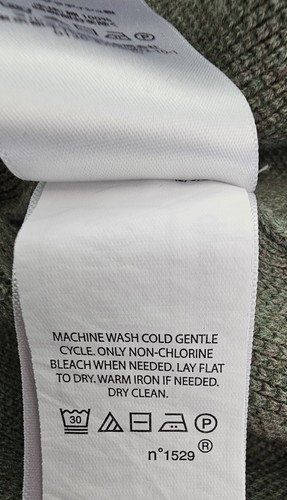 MACHINE WASH COLD GENTLE
CYCLE. ONLY NON-CHLORINE
BLEACH WHEN NEEDED. LAY FLAT
TO DRY. WARM IRON IF NEEDED.
DRY CLEAN.
30 P
®
n°1529